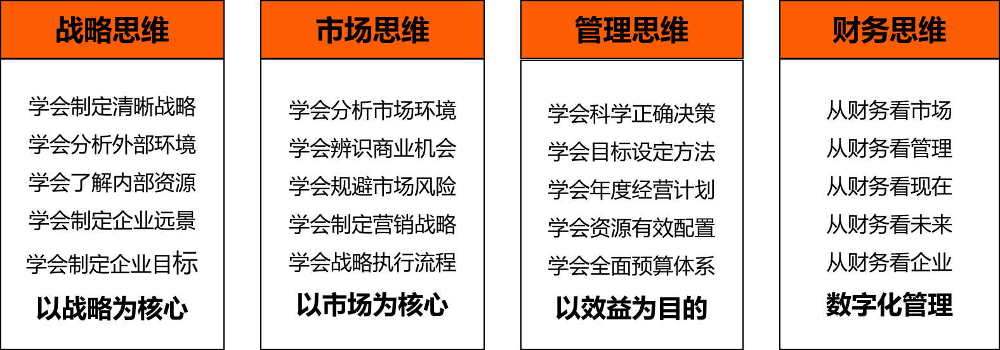 战略思维
学会制定清晰战略
学会分析外部环境
学会了解内部资源
学会制定企业远景
学会制定企业目标
以战略为核心
市场思维
学会分析市场环境
学会辨识商业机会
学会规避市场风险
学会制定营销战略
学会战略执行流程
以市场为核心
管理思维
学会科学正确决策
学会目标设定方法
学会年度经营计划
学会资源有效配置
学会全面预算体系
以效益为目的
财务思维
从财务看市场
从财务看管理
从财务看现在
从财务看未来
从财务看企业
数字化管理